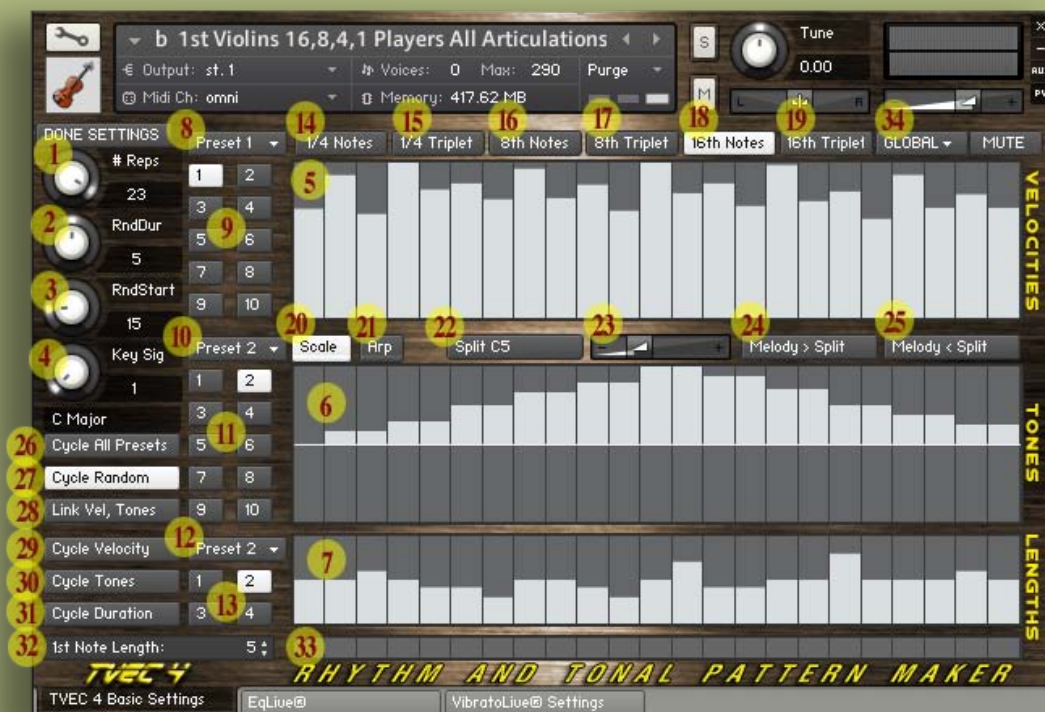 b 1st Violins 16,8,4,1 Players All Articulations
Output: st.1 Voices: 0 Max: 290 Purge
Midi Ch: omni Memory: 417.62 MB
S
M
Tune
0.00
L R
×
-
AUX
PV
DONE SETTINGS
8 14 15 16 17 18 19 34
Preset 1 1/4 Notes 1/4 Triplet 8th Notes 8th Triplet 16th Notes 16th Triplet GLOBAL MUTE
1 # Reps
23
2 RndDur
5
3 RndStart
15
4 Key Sig
1
C Major
1 2
3 4
5 9 6
7 8
9 10
5
VELOCITIES
10 20 21 22 23 24 25
Preset 2 Scale Arp Split C5 - + Melody > Split Melody < Split
1 2
3 4
5 11 6
7 8
9 10
6
TONES
26 Cycle All Presets
27 Cycle Random
28 Link Vel, Tones
29 Cycle Velocity 12 Preset 2
30 Cycle Tones 1 2
31 Cycle Duration 3 13 4
7
LENGTHS
32 1st Note Length: 5 33
TVEC 4 RHYTHM AND TONAL PATTERN MAKER
TVEC 4 Basic Settings EqLive® VibratoLive® Settings